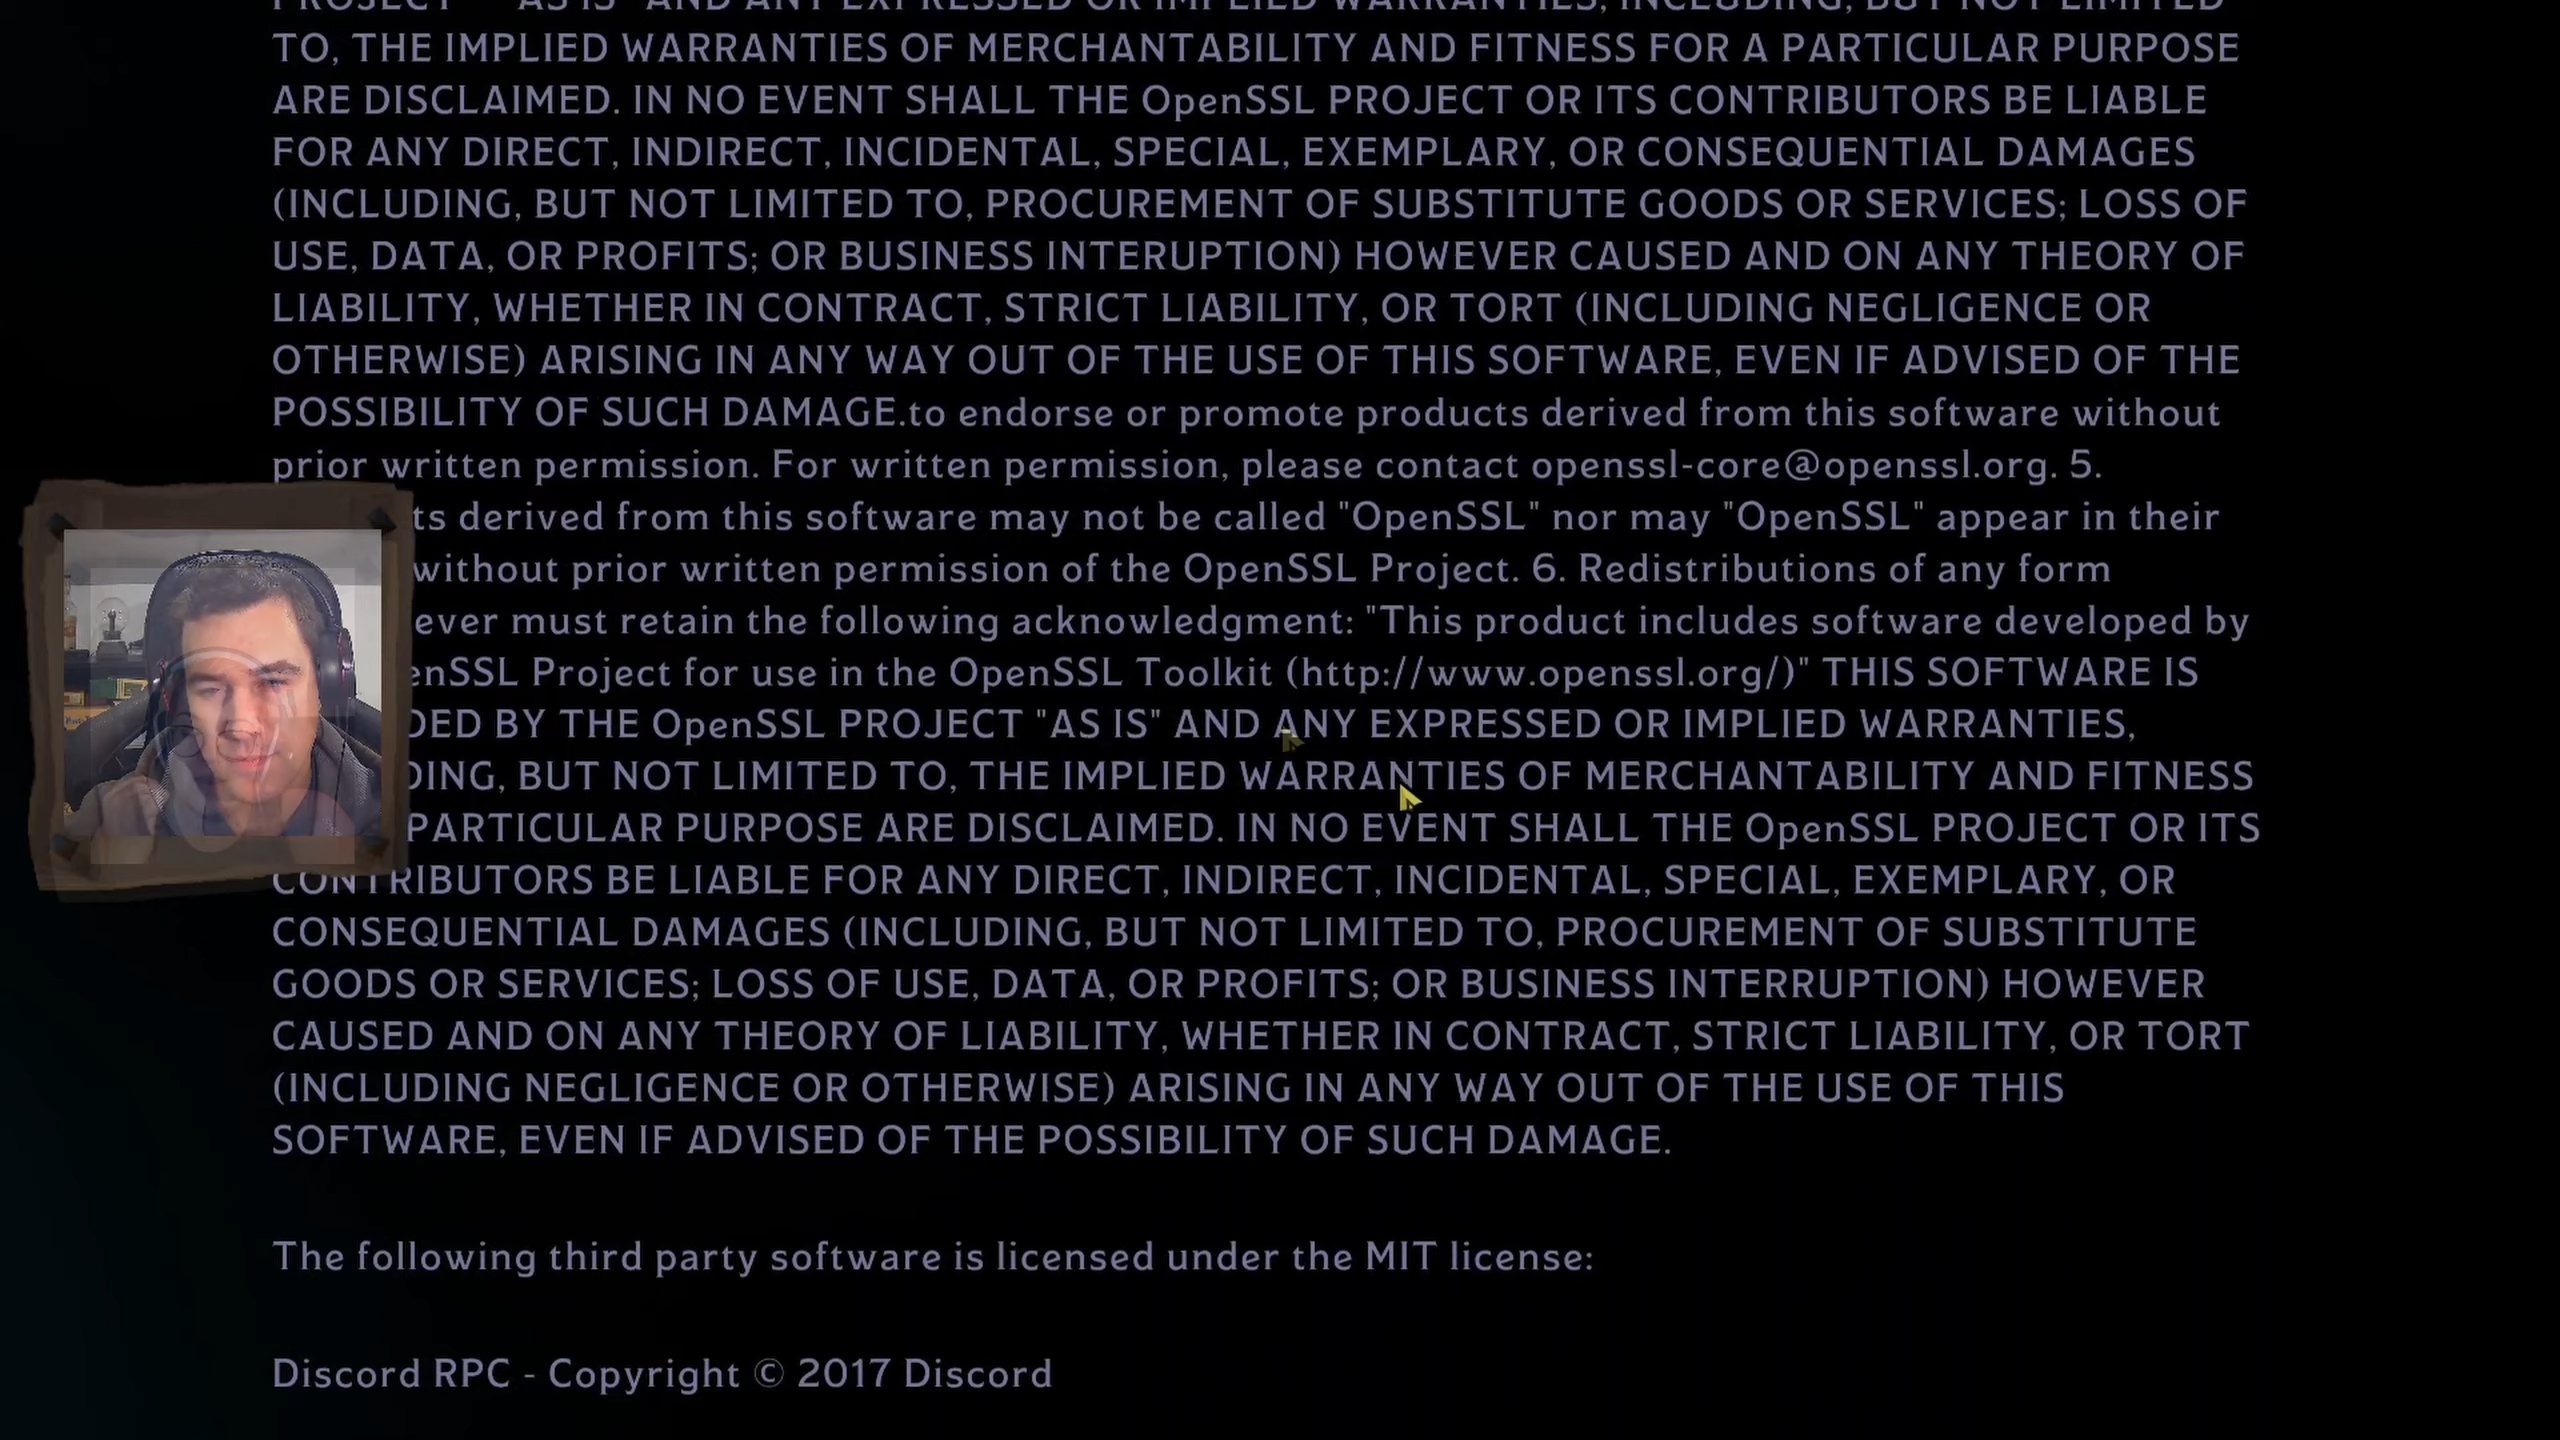 TO, THE IMPLIED WARRANTIES OF MERCHANTABILITY AND FITNESS FOR A PARTICULAR PURPOSE
ARE DISCLAIMED. IN NO EVENT SHALL THE OpenSSL PROJECT OR ITS CONTRIBUTORS BE LIABLE
FOR ANY DIRECT, INDIRECT, INCIDENTAL, SPECIAL, EXEMPLARY, OR CONSEQUENTIAL DAMAGES
(INCLUDING, BUT NOT LIMITED TO, PROCUREMENT OF SUBSTITUTE GOODS OR SERVICES; LOSS OF
USE, DATA, OR PROFITS; OR BUSINESS INTERUPTION) HOWEVER CAUSED AND ON ANY THEORY OF
LIABILITY, WHETHER IN CONTRACT, STRICT LIABILITY, OR TORT (INCLUDING NEGLIGENCE OR
OTHERWISE) ARISING IN ANY WAY OUT OF THE USE OF THIS SOFTWARE, EVEN IF ADVISED OF THE
POSSIBILITY OF SUCH DAMAGE.to endorse or promote products derived from this software without
prior written permission. For written permission, please contact openssl-core@openssl.org. 5.
ts derived from this software may not be called "OpenSSL" nor may "OpenSSL" appear in their
without prior written permission of the OpenSSL Project. 6. Redistributions of any form
ever must retain the following acknowledgment: "This product includes software developed by
enSSL Project for use in the OpenSSL Toolkit (http://www.openssl.org/)" THIS SOFTWARE IS
DED BY THE OpenSSL PROJECT "AS IS" AND ANY EXPRESSED OR IMPLIED WARRANTIES,
DING, BUT NOT LIMITED TO, THE IMPLIED WARRANTIES OF MERCHANTABILITY AND FITNESS
PARTICULAR PURPOSE ARE DISCLAIMED. IN NO EVENT SHALL THE OpenSSL PROJECT OR ITS
CONTRIBUTORS BE LIABLE FOR ANY DIRECT, INDIRECT, INCIDENTAL, SPECIAL, EXEMPLARY, OR
CONSEQUENTIAL DAMAGES (INCLUDING, BUT NOT LIMITED TO, PROCUREMENT OF SUBSTITUTE
GOODS OR SERVICES; LOSS OF USE, DATA, OR PROFITS; OR BUSINESS INTERRUPTION) HOWEVER
CAUSED AND ON ANY THEORY OF LIABILITY, WHETHER IN CONTRACT, STRICT LIABILITY, OR TORT
(INCLUDING NEGLIGENCE OR OTHERWISE) ARISING IN ANY WAY OUT OF THE USE OF THIS
SOFTWARE, EVEN IF ADVISED OF THE POSSIBILITY OF SUCH DAMAGE.
The following third party software is licensed under the MIT license:
Discord RPC - Copyright © 2017 Discord